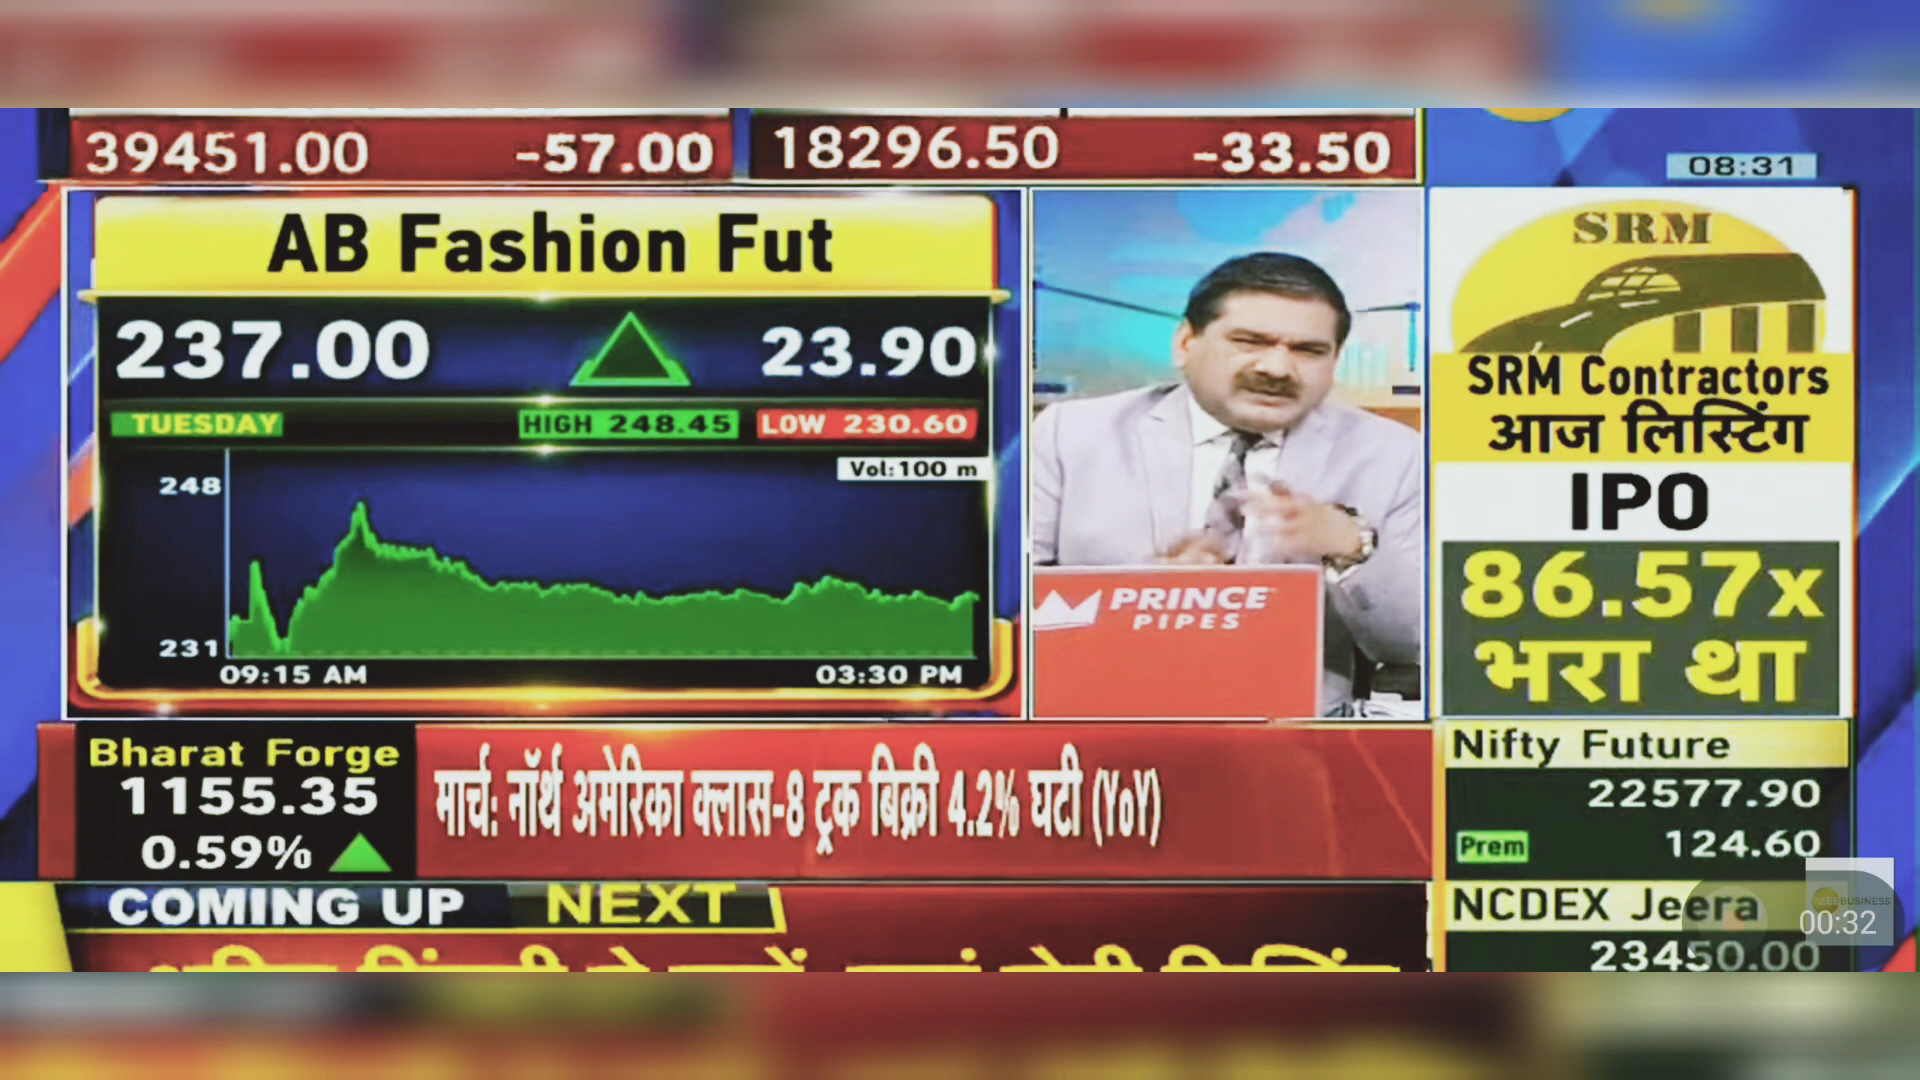 39451.00 -57.00
18296.50 -33.50
08:31
AB Fashion Fut
237.00 23.90
TUESDAY HIGH 248.45 LOW 230.60
Vol:100 m
248
231
09:15 AM 03:30 PM
PRINCE
PIPES
SRM
SRM Contractors
आज लिस्टिंग
IPO
86.57x
भरा था
Bharat Forge
1155.35
0.59%
मार्च: नॉर्थ अमेरिका क्लास-8 ट्रक बिक्री 4.2% घटी (YoY)
Nifty Future
22577.90
Prem 124.60
COMING UP NEXT
NCDEX Jeera
23450.00
ZEEBUSINESS
00:32